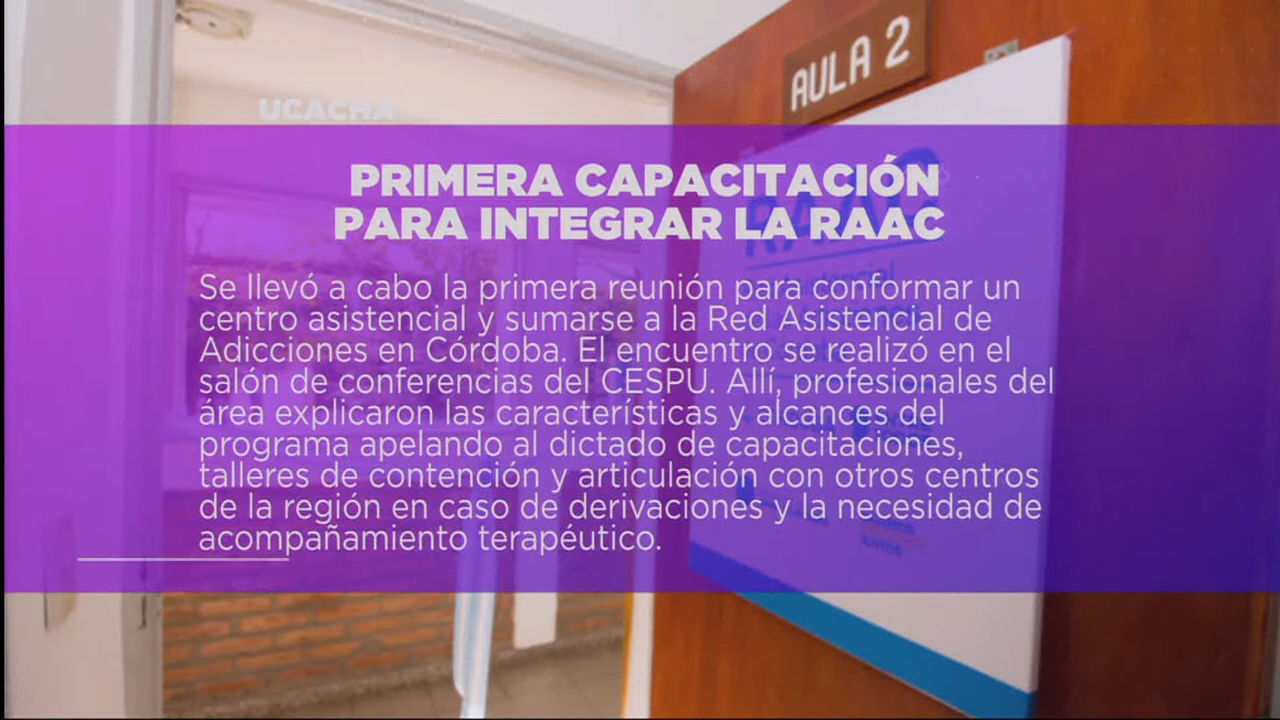 AULA 2
UCACHA
PRIMERA CAPACITACIÓN
PARA INTEGRAR LA RAAC
Se llevó a cabo la primera reunión para conformar un
centro asistencial y sumarse a la Red Asistencial de
Adicciones en Córdoba. El encuentro se realizó en el
salón de conferencias del CESPU. Allí, profesionales del
área explicaron las características y alcances del
programa apelando al dictado de capacitaciones,
talleres de contención y articulación con otros centros
de la región en caso de derivaciones y la necesidad de
acompañamiento terapéutico.